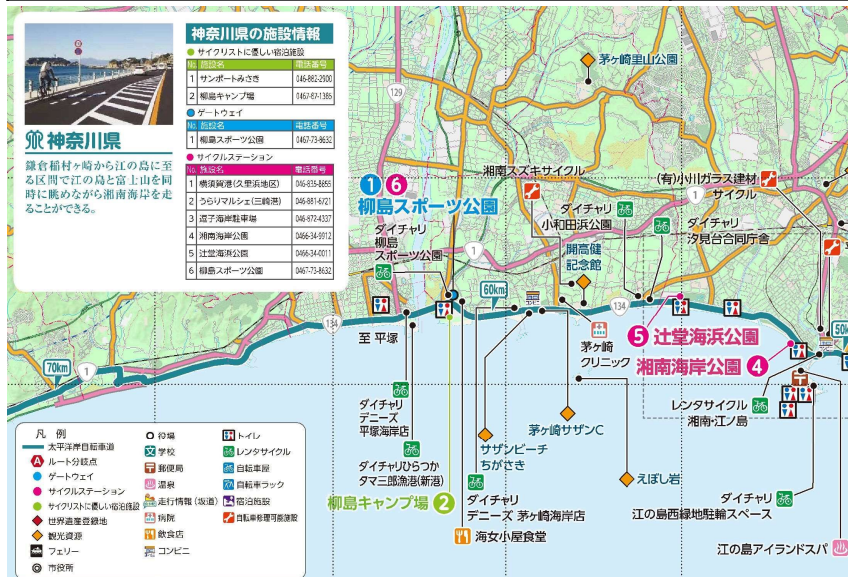 神奈川県の施設情報
サイクリストに優しい宿泊施設
No. 施設名 電話番号
1 サンポートみさき 046-882-2900
2 柳島キャンプ場 0467-87-1385
ゲートウェイ
No. 施設名 電話番号
1 柳島スポーツ公園 0467-73-8632
サイクルステーション
No. 施設名 電話番号
1 横須賀港(久里浜地区) 046-835-8855
2 うらりマルシェ(三崎港) 046-881-6721
3 逗子海岸駐車場 046-872-4337
4 湘南海岸公園 0466-34-9912
5 辻堂海浜公園 0466-34-0011
6 柳島スポーツ公園 0467-73-8632
神奈川県
鎌倉稲村ヶ崎から江の島に至
る区間で江の島と富士山を同
時に眺めながら湘南海岸を走
ることができる。
129
茅ヶ崎里山公園
湘南スズキサイクル
(有)小川ガラス建材
サイクル
1
1 6
柳島スポーツ公園
ダイチャリ
柳島
スポーツ公園
ダイチャリ
小和田浜公園
ダイチャリ
汐見台合同庁舎
開高健
記念館
1
60km
134
134
至 平塚
茅ヶ崎
クリニック
5 辻堂海浜公園
湘南海岸公園 4
50k
70km
1
レンタサイクル
湘南・江ノ島
ダイチャリ
デニーズ
平塚海岸店
ダイチャリひらつか
タマ三郎漁港(新港)
サザンビーチ
ちがさき
茅ヶ崎サザンC
えぼし岩
柳島キャンプ場 2
ダイチャリ
デニーズ 茅ヶ崎海岸店
海女小屋食堂
ダイチャリ
江の島西緑地駐輪スペース
江の島アイランドスパ
凡 例
太平洋岸自転車道
A ルート分岐点
ゲートウェイ
サイクルステーション
サイクリストに優しい宿泊施設
世界遺産登録地
観光資源
フェリー
市役所
役場
文 学校
郵便局
温泉
走行情報(坂道)
病院
飲食店
コンビニ
トイレ
レンタサイクル
自転車屋
自転車ラック
宿泊施設
自転車修理可能施設